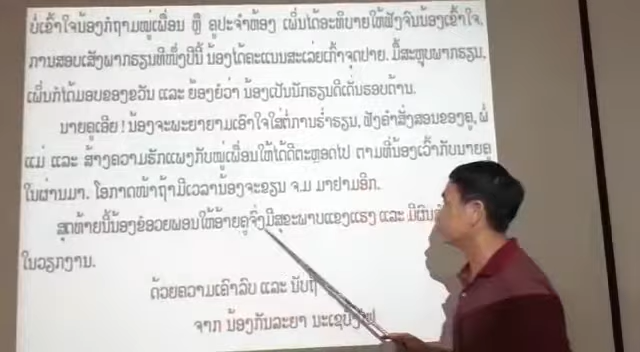 ບໍ່ເຂົ້າໃຈນ້ອງກໍຖາມໝູ່ເພື່ອນ ຫຼື ຄູປະຈຳຫ້ອງ ເພິ່ນໄດ້ອະທິບາຍໃຫ້ຟັງຈົນນ້ອງເຂົ້າໃຈ,
ການສອບເສັງພາກຮຽນທີໜຶ່ງປີນີ້ ນ້ອງໄດ້ຄະແນນສະເລ່ຍເກົ້າຈຸດປາຍ. ມື້ສະຫຼຸບພາກຮຽນ,
ເພິ່ນກໍໄດ້ມອບຂອງຂວັນ ແລະ ຍ້ອງຍໍວ່າ ນ້ອງເປັນນັກຮຽນດີເດັ່ນຮອບດ້ານ.
ນາຍຄູເອີຍ! ນ້ອງຈະພະຍາຍາມເອົາໃຈໃສ່ຕໍ່ການຮ່ຳຮຽນ, ຟັງຄຳສັ່ງສອນຂອງຄູ, ພໍ່
ແມ່ ແລະ ສ້າງຄວາມຮັກແພງກັບໝູ່ເພື່ອນໃຫ້ໄດ້ດີຕະຫຼອດໄປ ຕາມທີ່ນ້ອງເວົ້າກັບນາຍຄູ
ໃນຜ່ານມາ. ໂອກາດໜ້າຖ້າມີເວລານ້ອງຈະຂຽນ ຈ.ມ ມາຢາມອີກ.
ສຸດທ້າຍນີ້ນ້ອງຂໍອວຍພອນໃຫ້ອ້າຍຄູຈົ່ງມີສຸຂະພາບແຂງແຮງ ແລະ ມີຜົນ
ໃນວຽກງານ.
ດ້ວຍຄວາມເຄົາລົບ ແລະ ນັບຖື
ຈາກ ນ້ອງກັນລະຍາ